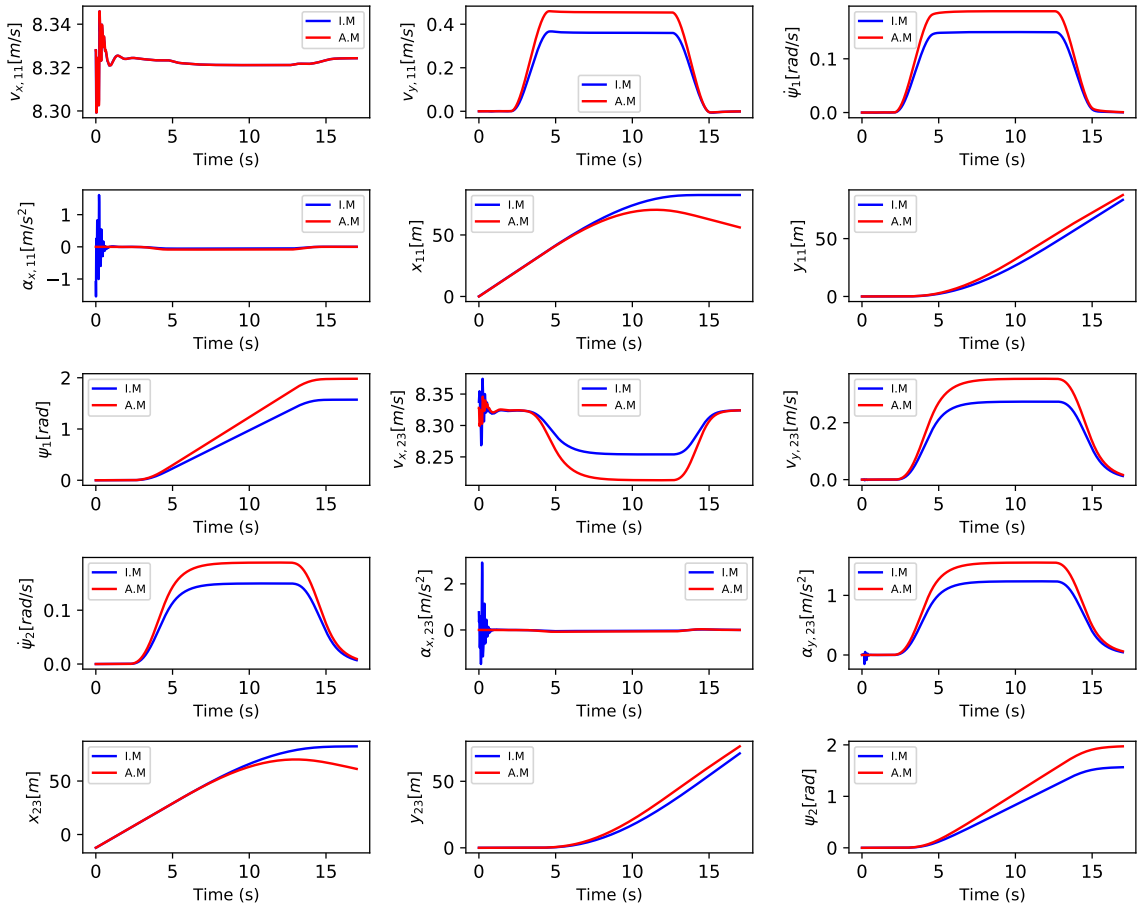 8.34
8.32
8.30
v_{x,11}[m/s]
I.M
A.M
0 5 10 15
Time (s)
0.4
0.2
0.0
v_{y,11}[m/s]
I.M
A.M
0 5 10 15
Time (s)
0.1
0.0
ψ̇_1[rad/s]
I.M
A.M
0 5 10 15
Time (s)
1
0
−1
α_{x,11}[m/s²]
I.M
A.M
0 5 10 15
Time (s)
50
0
x_{11}[m]
I.M
A.M
0 5 10 15
Time (s)
50
0
y_{11}[m]
I.M
A.M
0 5 10 15
Time (s)
2
1
0
ψ_1[rad]
I.M
A.M
0 5 10 15
Time (s)
8.35
8.30
8.25
v_{x,23}[m/s]
I.M
A.M
0 5 10 15
Time (s)
0.2
0.0
v_{y,23}[m/s]
I.M
A.M
0 5 10 15
Time (s)
0.1
0.0
ψ̇_2[rad/s]
I.M
A.M
0 5 10 15
Time (s)
2
0
α_{x,23}[m/s²]
I.M
A.M
0 5 10 15
Time (s)
1
0
α_{y,23}[m/s²]
I.M
A.M
0 5 10 15
Time (s)
50
0
x_{23}[m]
I.M
A.M
0 5 10 15
Time (s)
50
0
y_{23}[m]
I.M
A.M
0 5 10 15
Time (s)
2
1
0
ψ_2[rad]
I.M
A.M
0 5 10 15
Time (s)